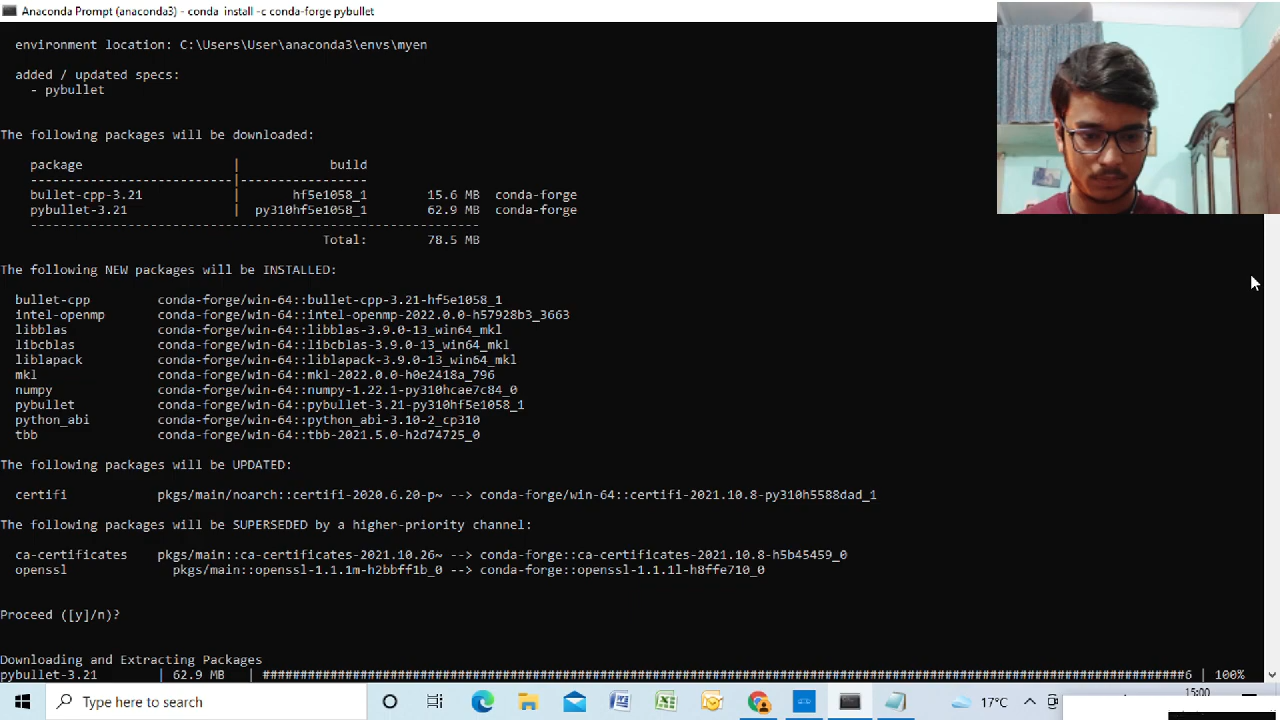 Anaconda Prompt (anaconda3) - conda install -c conda-forge pybullet
environment location: C:\Users\User\anaconda3\envs\myen
added / updated specs:
- pybullet
The following packages will be downloaded:
package | build
---------------------------|-----------------
bullet-cpp-3.21 | hf5e1058_1 15.6 MB conda-forge
pybullet-3.21 | py310hf5e1058_1 62.9 MB conda-forge
------------------------------------------------------------
Total: 78.5 MB
The following NEW packages will be INSTALLED:
bullet-cpp conda-forge/win-64::bullet-cpp-3.21-hf5e1058_1
intel-openmp conda-forge/win-64::intel-openmp-2022.0.0-h57928b3_3663
libblas conda-forge/win-64::libblas-3.9.0-13_win64_mkl
libcblas conda-forge/win-64::libcblas-3.9.0-13_win64_mkl
liblapack conda-forge/win-64::liblapack-3.9.0-13_win64_mkl
mkl conda-forge/win-64::mkl-2022.0.0-h0e2418a_796
numpy conda-forge/win-64::numpy-1.22.1-py310hcae7c84_0
pybullet conda-forge/win-64::pybullet-3.21-py310hf5e1058_1
python_abi conda-forge/win-64::python_abi-3.10-2_cp310
tbb conda-forge/win-64::tbb-2021.5.0-h2d74725_0
The following packages will be UPDATED:
certifi pkgs/main/noarch::certifi-2020.6.20-p~ --> conda-forge/win-64::certifi-2021.10.8-py310h5588dad_1
The following packages will be SUPERSEDED by a higher-priority channel:
ca-certificates pkgs/main::ca-certificates-2021.10.26~ --> conda-forge::ca-certificates-2021.10.8-h5b45459_0
openssl pkgs/main::openssl-1.1.1m-h2bbff1b_0 --> conda-forge::openssl-1.1.1l-h8ffe710_0
Proceed ([y]/n)?
Downloading and Extracting Packages
pybullet-3.21 | 62.9 MB | ############################################################################################################################6 | 100%
Type here to search
17°C
15:00